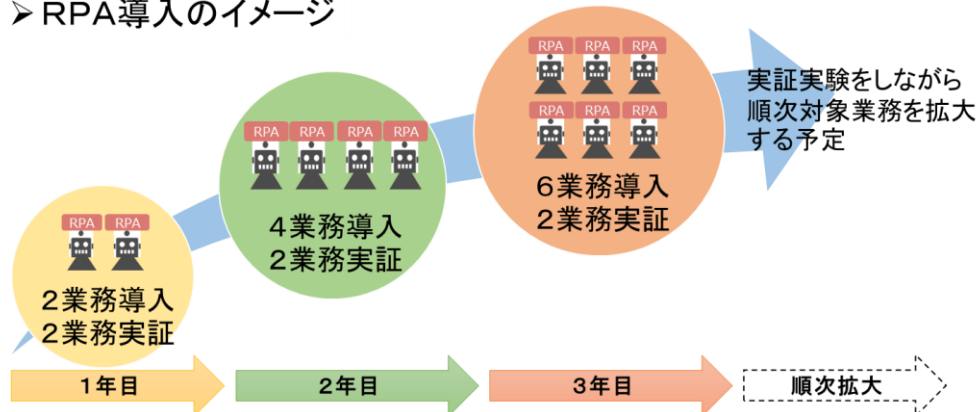 ➢ RPA導入のイメージ
RPA RPA RPA
RPA RPA RPA
6業務導入
2業務実証
実証実験をしながら
順次対象業務を拡大
する予定
RPA RPA RPA RPA
4業務導入
2業務実証
RPA RPA
2業務導入
2業務実証
1年目
2年目
3年目
順次拡大